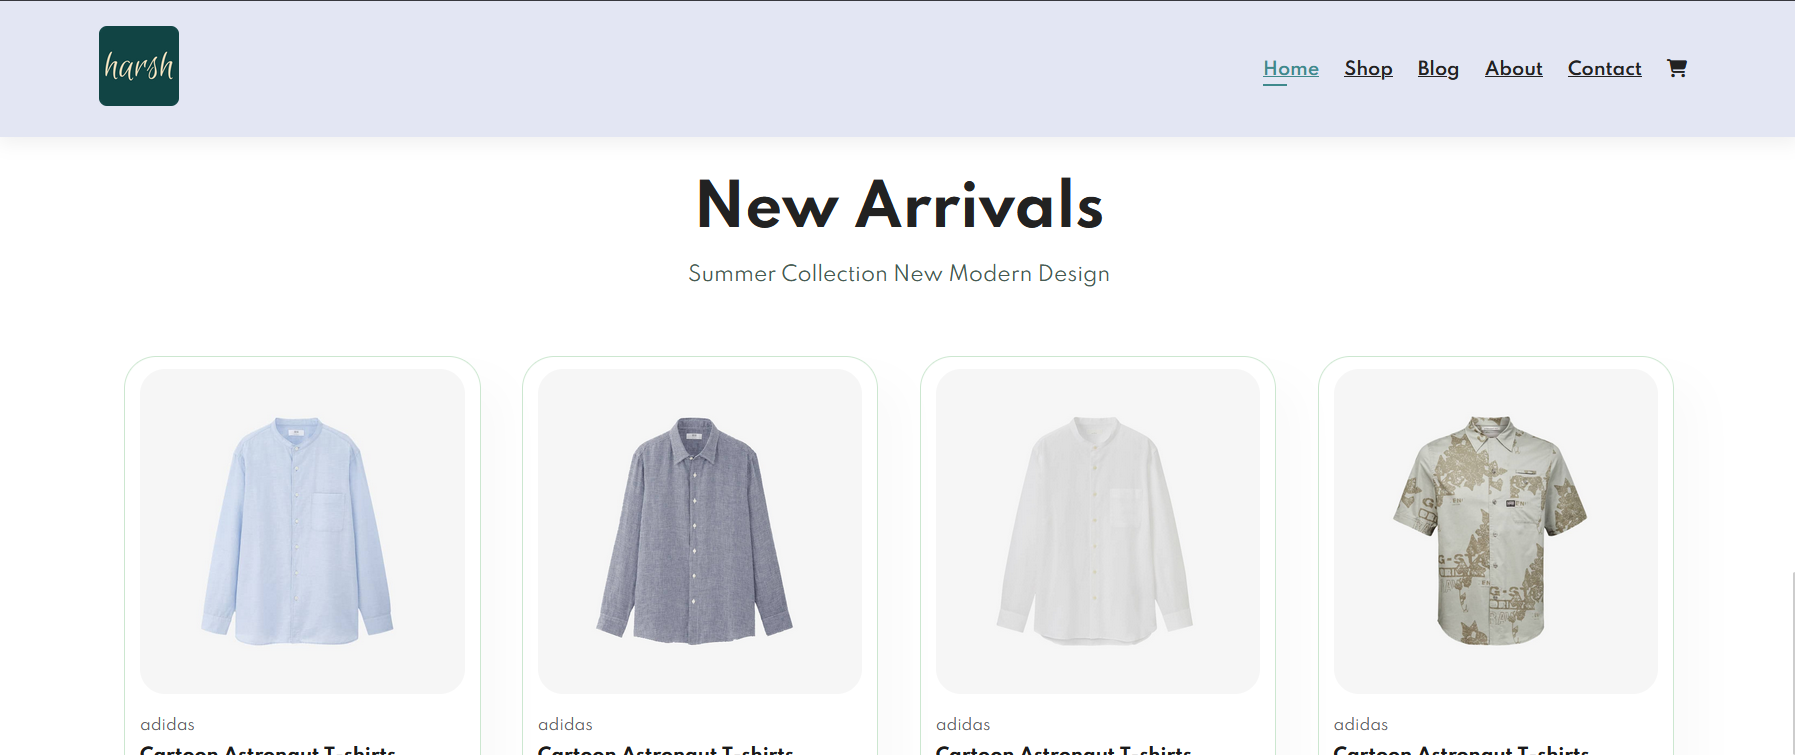 harsh
Home Shop Blog About Contact
New Arrivals
Summer Collection New Modern Design
adidas adidas adidas adidas
Cartoon Astronaut T-shirts Cartoon Astronaut T-shirts Cartoon Astronaut T-shirts Cartoon Astronaut T-shirts